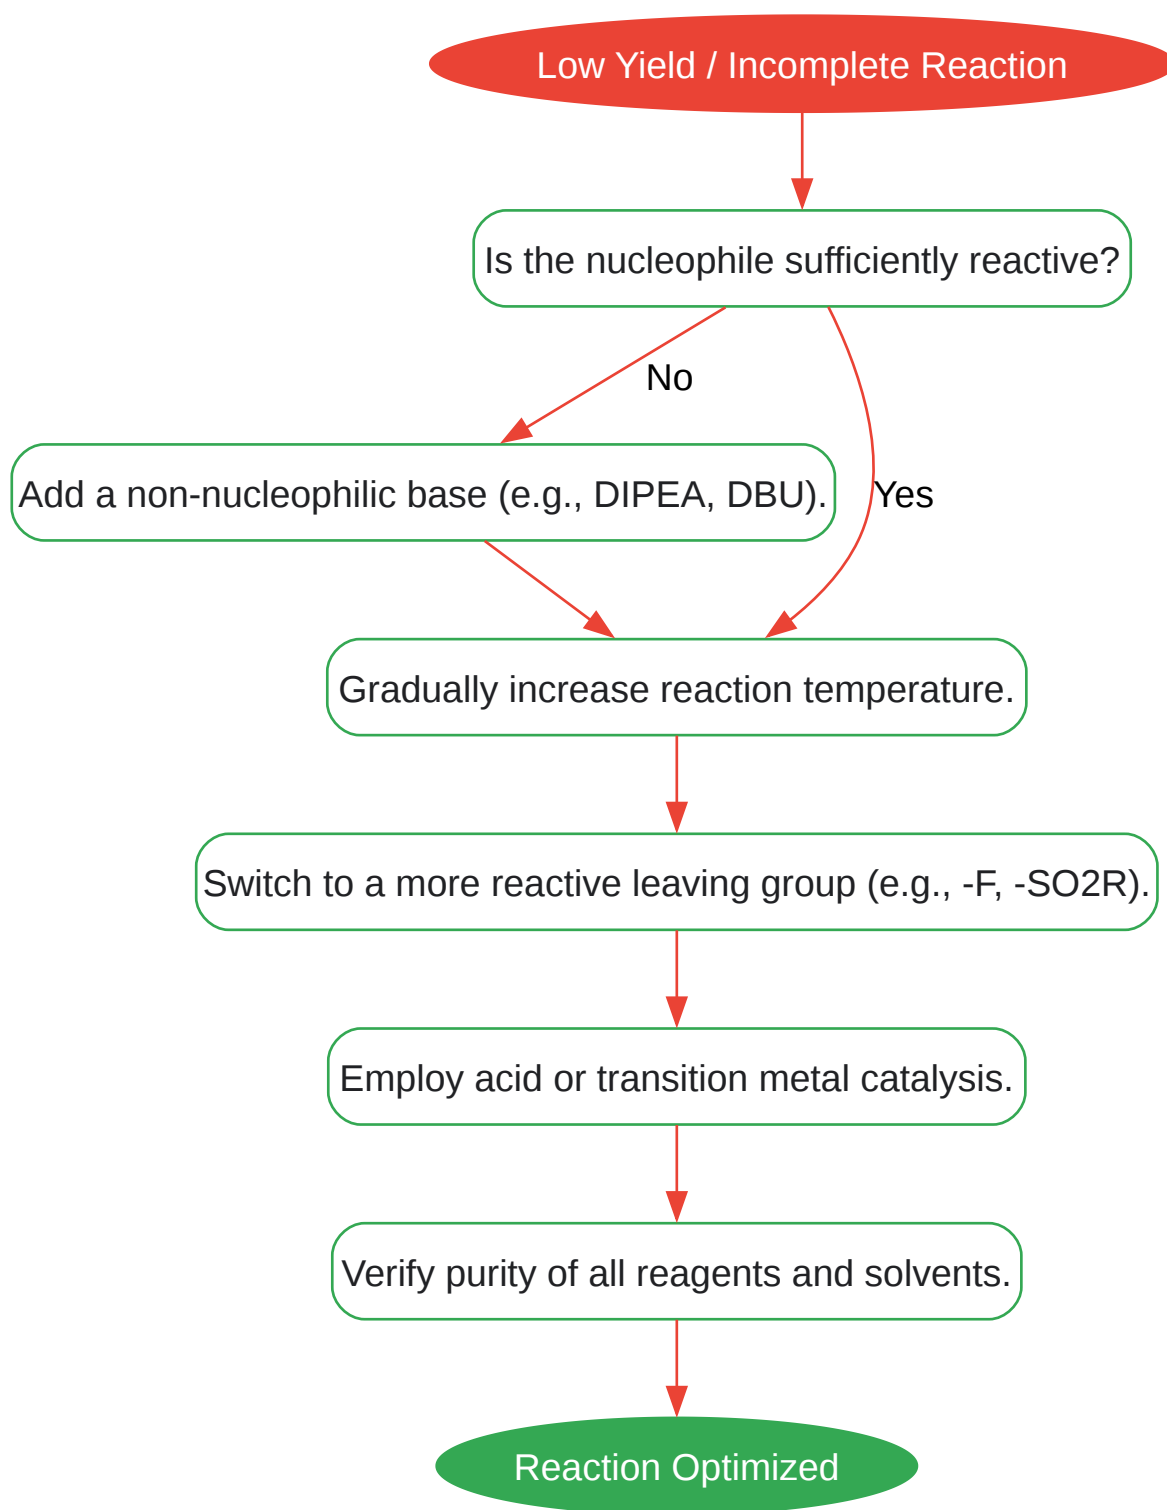 Low Yield / Incomplete Reaction
Is the nucleophile sufficiently reactive?
No
Add a non-nucleophilic base (e.g., DIPEA, DBU).
Yes
Gradually increase reaction temperature.
Switch to a more reactive leaving group (e.g., -F, -SO2R).
Employ acid or transition metal catalysis.
Verify purity of all reagents and solvents.
Reaction Optimized